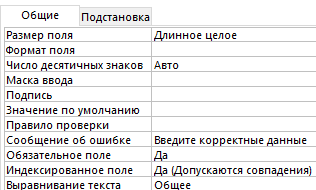 Общие Подстановка
Размер поля Длинное целое
Формат поля
Число десятичных знаков Авто
Маска ввода
Подпись
Значение по умолчанию
Правило проверки
Сообщение об ошибке Введите корректные данные
Обязательное поле Да
Индексированное поле Да (Допускаются совпадения)
Выравнивание текста Общее